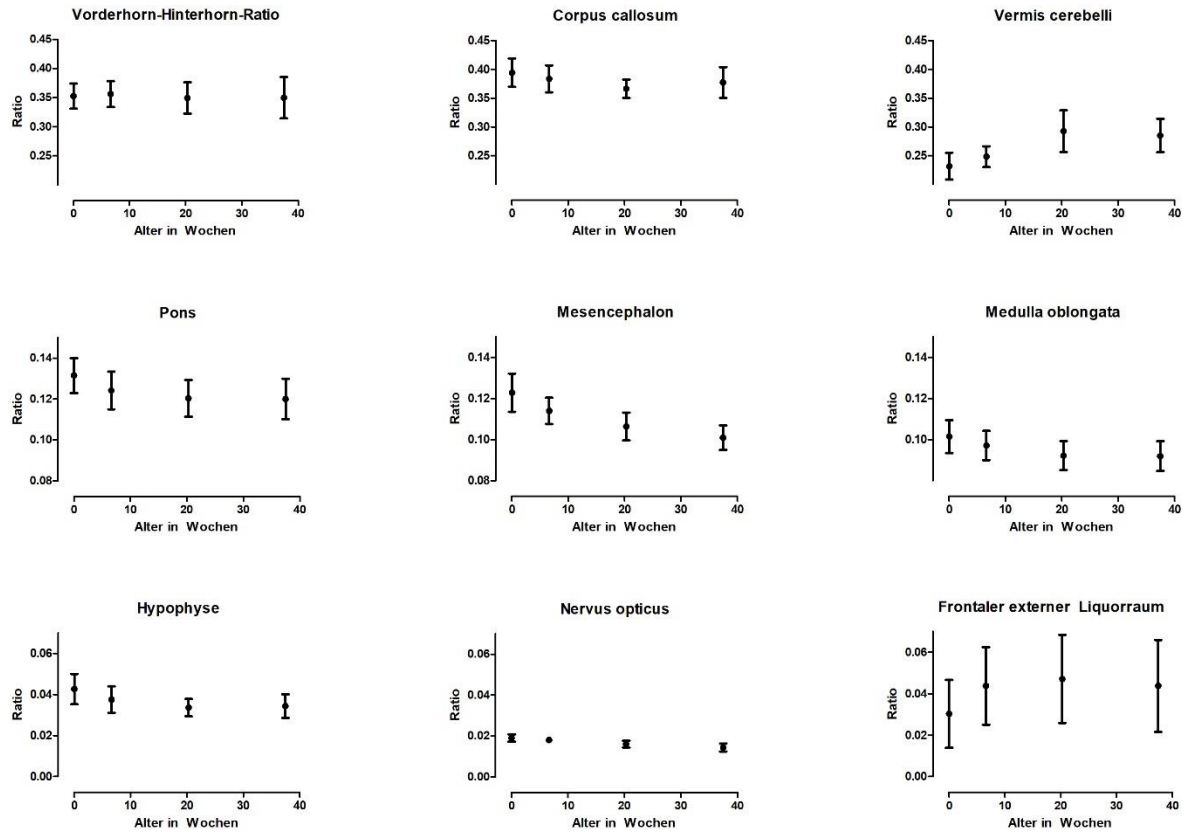 Vorderhorn-Hinterhorn-Ratio
0.45
0.40
0.35
0.30
0.25
Ratio
0 10 20 30 40
Alter in Wochen
Corpus callosum
0.45
0.40
0.35
0.30
0.25
Ratio
0 10 20 30 40
Alter in Wochen
Vermis cerebelli
0.45
0.40
0.35
0.30
0.25
Ratio
0 10 20 30 40
Alter in Wochen
Pons
0.14
0.12
0.10
0.08
Ratio
0 10 20 30 40
Alter in Wochen
Mesencephalon
0.14
0.12
0.10
0.08
Ratio
0 10 20 30 40
Alter in Wochen
Medulla oblongata
0.14
0.12
0.10
Ratio
0 10 20 30 40
Alter in Wochen
Hypophyse
0.06
0.04
0.02
0.00
Ratio
0 10 20 30 40
Alter in Wochen
Nervus opticus
0.06
0.04
0.02
0.00
Ratio
0 10 20 30 40
Alter in Wochen
Frontaler externer Liquorraum
0.06
0.04
0.02
0.00
Ratio
0 10 20 30 40
Alter in Wochen